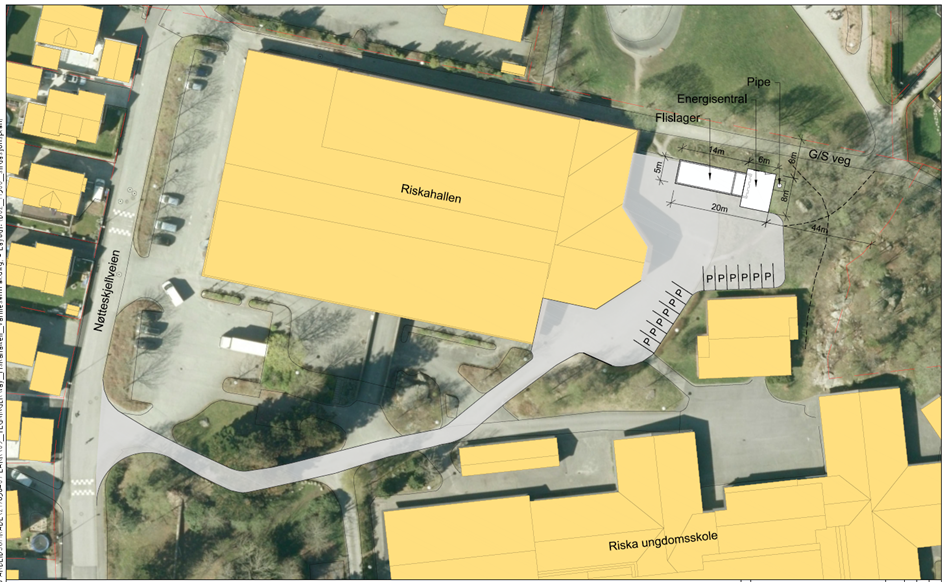 Pipe
Energisentral
Flislager
G/S veg
14m
6m
6m
5m
8m
20m
44m
Riskahallen
Nøtteskjellveien
P P P P P P
P
P
P
P
P
Riska ungdomsskole